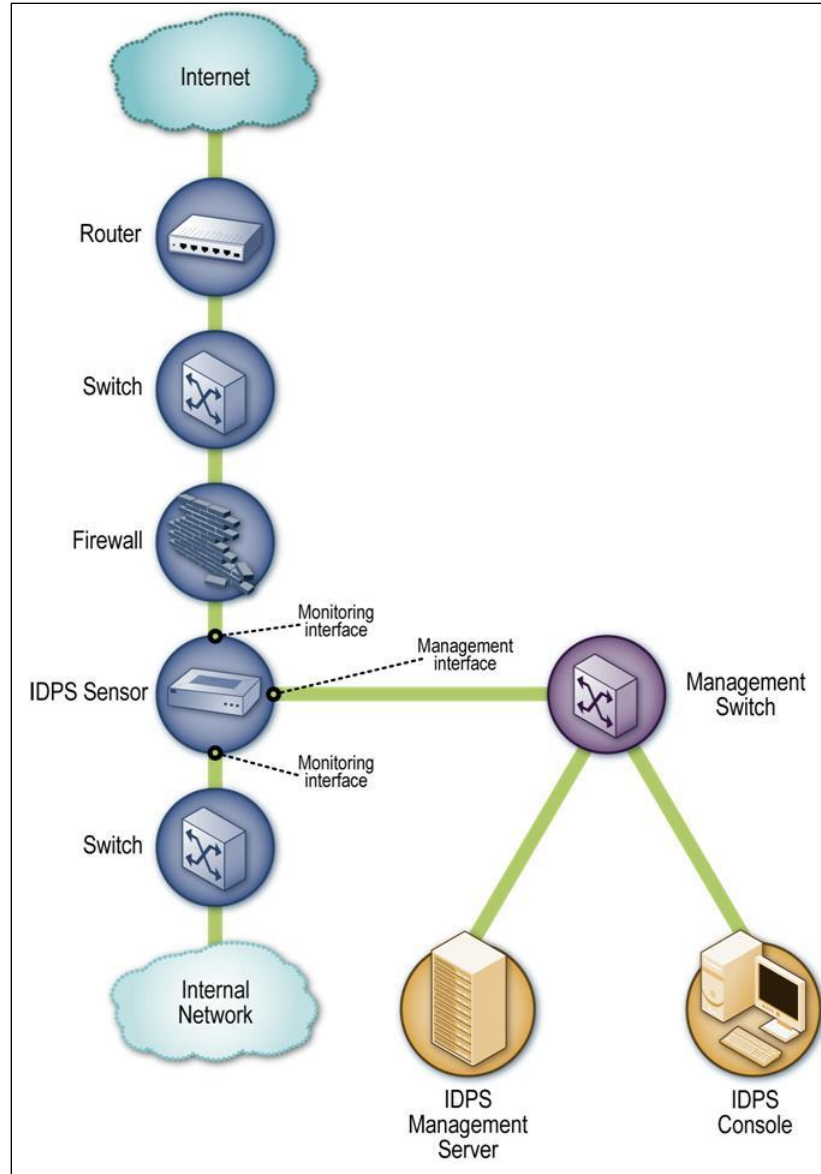 Internet
Router
Switch
Firewall
Monitoring
interface
Management
interface
IDPS Sensor
Management
Switch
Monitoring
interface
Switch
Internal
Network
IDPS
Management
Server
IDPS
Console